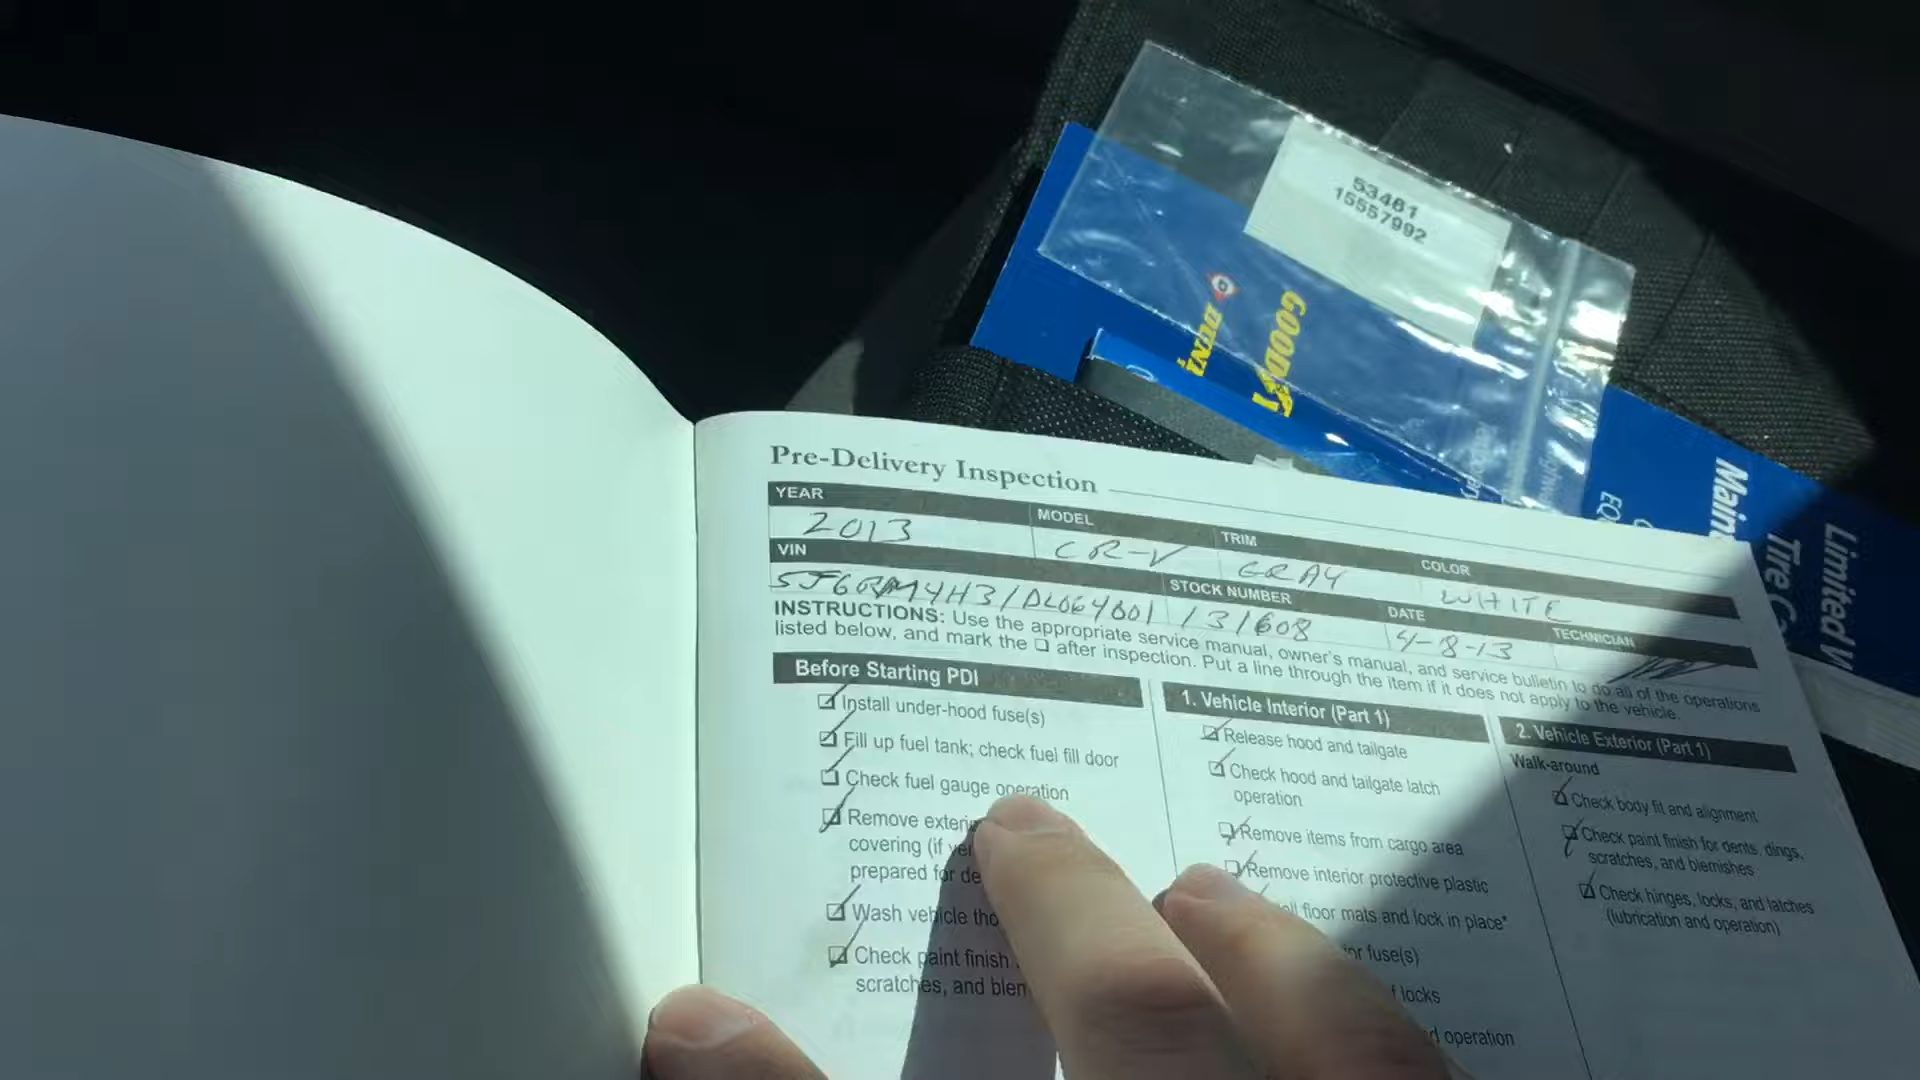 53461
15557992
GOODY
Main
Limited W
Tire C
Pre-Delivery Inspection
YEAR
MODEL
TRIM
COLOR
2013
CR-V
GRAY
WHITE
VIN
STOCK NUMBER
DATE
TECHNICIAN
131608
4-8-13
INSTRUCTIONS: Use the appropriate service manual, owner's manual, and service bulletin to do all of the operations
listed below, and mark the ❑ after inspection. Put a line through the item if it does not apply to the vehicle.
Before Starting PDI
Install under-hood fuse(s)
Fill up fuel tank; check fuel fill door
Check fuel gauge operation
Remove exteri
covering (if
prepared for de
Wash vehicle tho
Check paint finish
scratches, and blem
1. Vehicle Interior (Part 1)
Release hood and tailgate
Check hood and tailgate latch
operation
Remove items from cargo area
Remove interior protective plastic
floor mats and lock in place*
fuse(s)
f locks
operation
2. Vehicle Exterior (Part 1)
Walk-around
Check body fit and alignment
Check paint finish for dents, dings,
scratches, and blemishes
Check hinges, locks, and latches
(lubrication and operation)